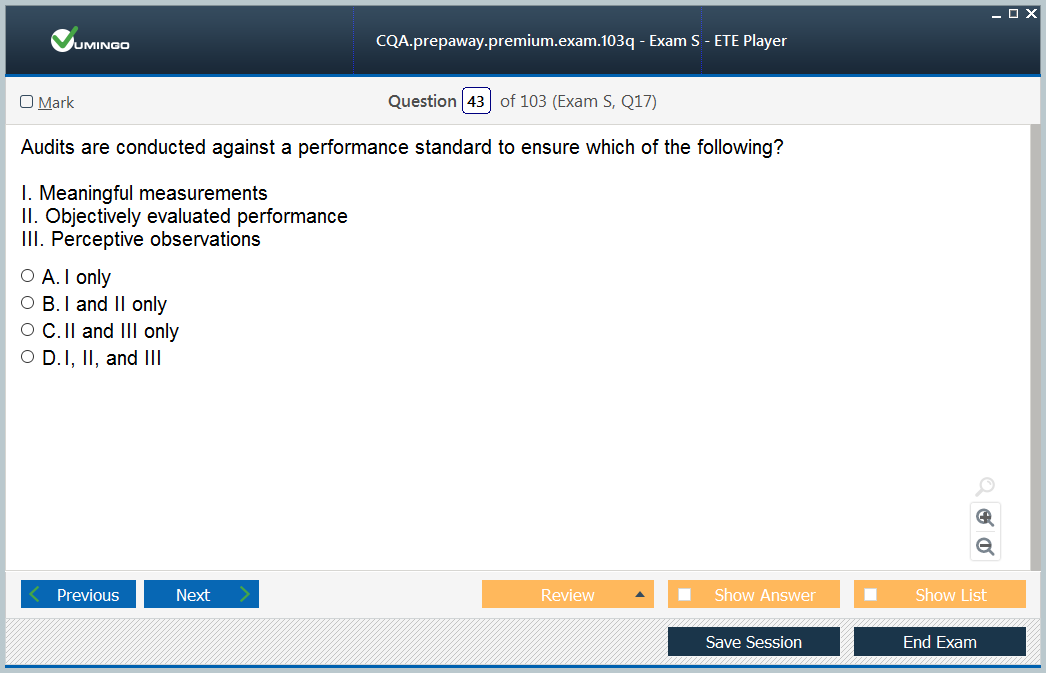 VUMINGO
CQA.prepaway.premium.exam.103q - Exam S - ETE Player
Mark
Question 43 of 103 (Exam S, Q17)
Audits are conducted against a performance standard to ensure which of the following?
I. Meaningful measurements
II. Objectively evaluated performance
III. Perceptive observations
A. I only
B. I and II only
C. II and III only
D. I, II, and III
Previous
Next
Review
Show Answer
Show List
Save Session
End Exam